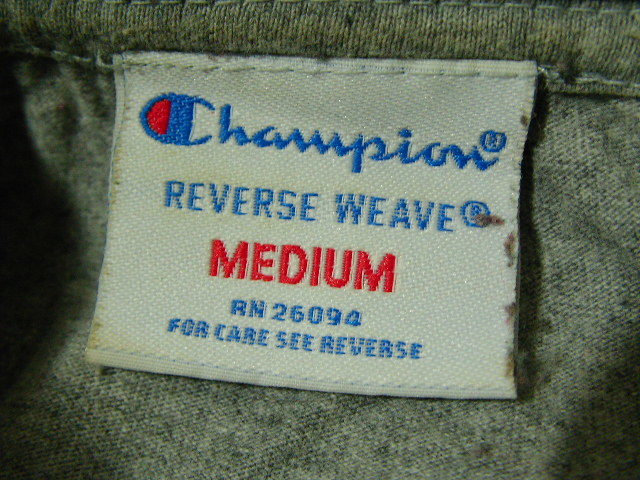 Champion®
REVERSE WEAVE®
MEDIUM
RN 26094
FOR CARE SEE REVERSE